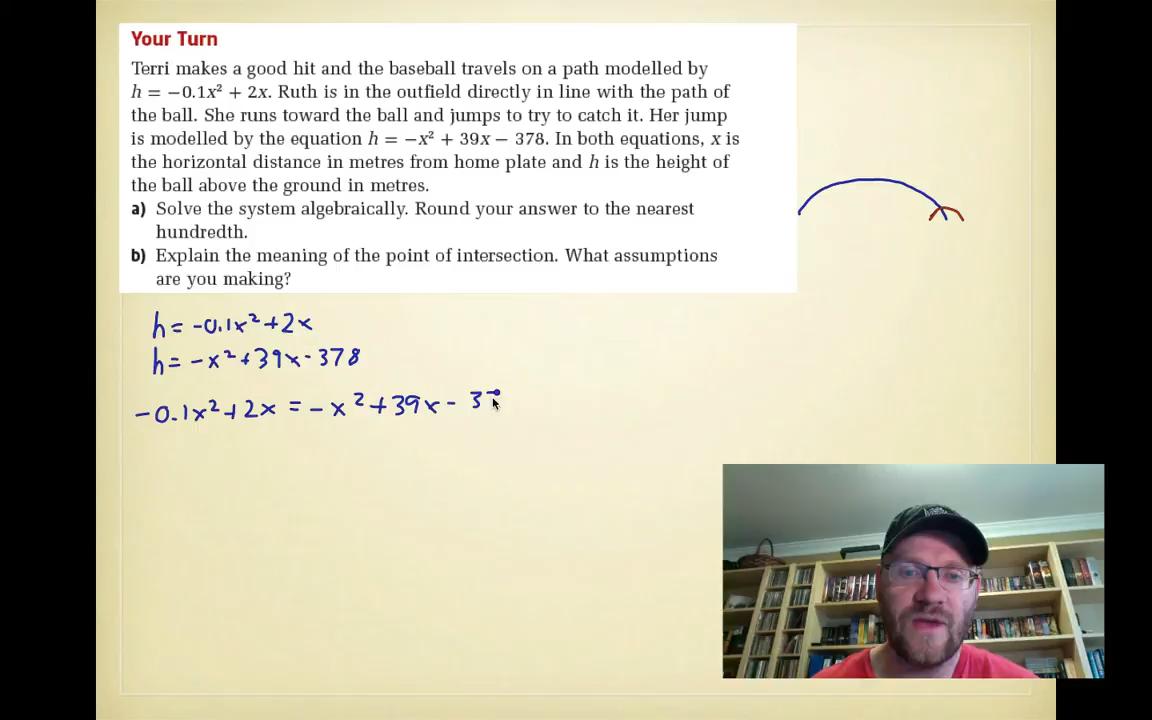 Your Turn
Terri makes a good hit and the baseball travels on a path modelled by
h = −0.1x² + 2x. Ruth is in the outfield directly in line with the path of
the ball. She runs toward the ball and jumps to try to catch it. Her jump
is modelled by the equation h = −x² + 39x − 378. In both equations, x is
the horizontal distance in metres from home plate and h is the height of
the ball above the ground in metres.
a) Solve the system algebraically. Round your answer to the nearest
hundredth.
b) Explain the meaning of the point of intersection. What assumptions
are you making?
h = -0.1x² + 2x
h = -x² + 39x - 378
-0.1x² + 2x = -x² + 39x - 37